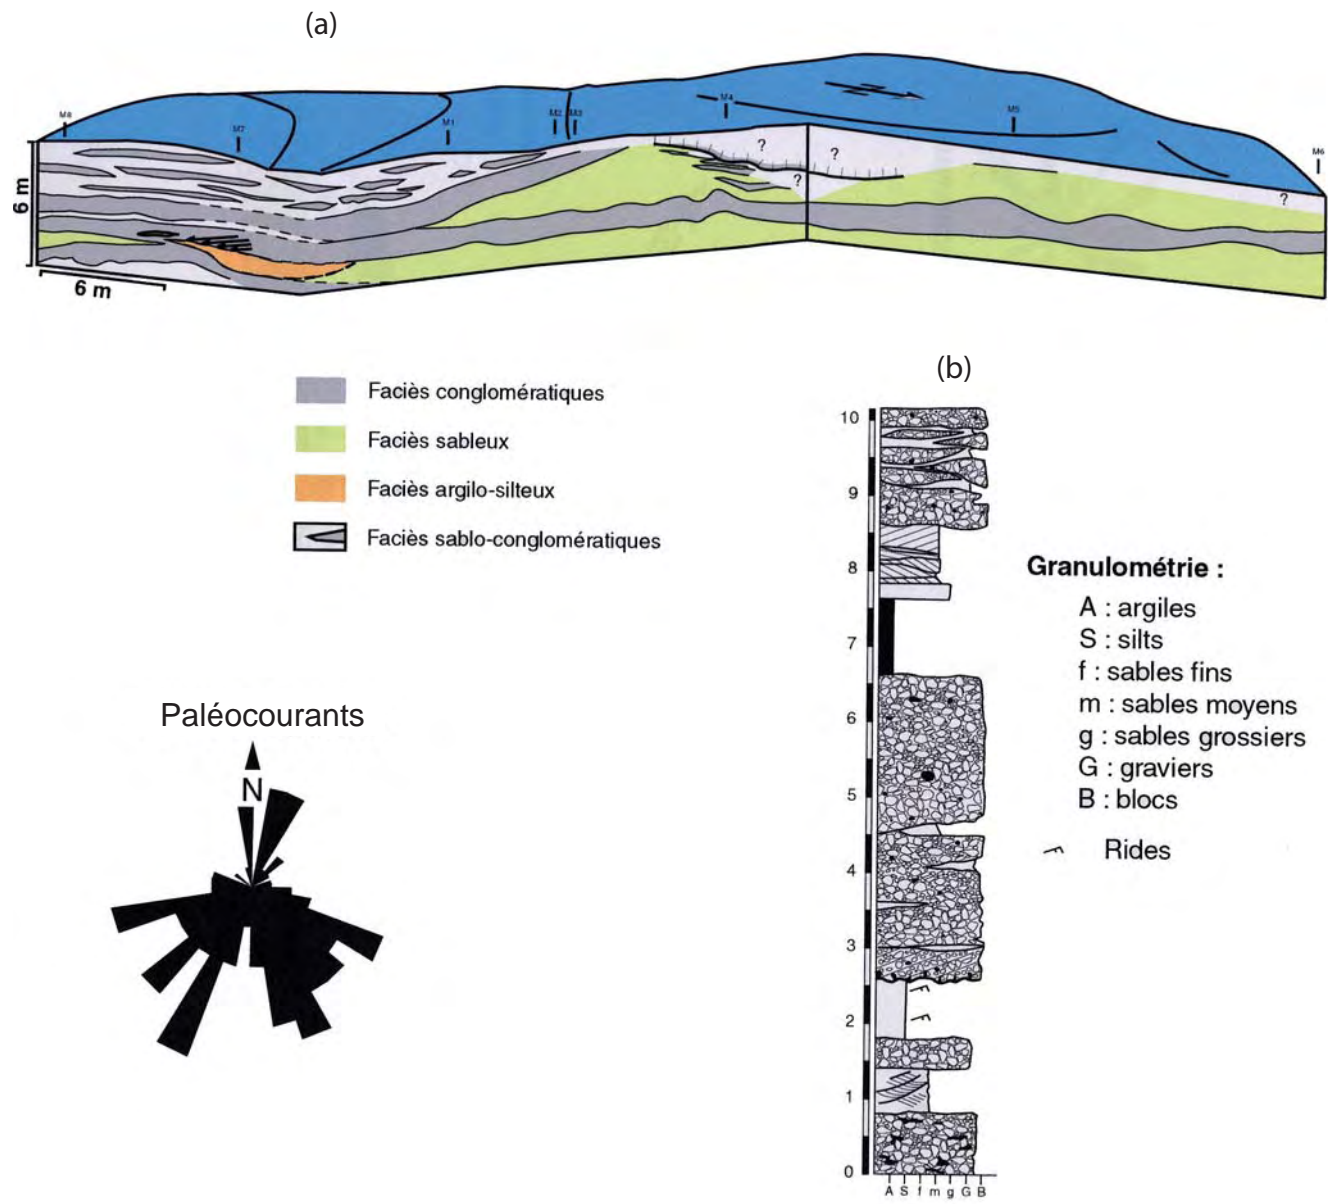 (a)
M8
M7
M1
M2 M3
M4
M5
M6
?
?
?
?
6 m
6 m
Faciès conglomératiques
Faciès sableux
Faciès argilo-silteux
Faciès sablo-conglomératiques
Paléocourants
N
(b)
10
9
8
7
6
5
4
3
2
1
0
A S f m g G B
Granulométrie :
A : argiles
S : silts
f : sables fins
m : sables moyens
g : sables grossiers
G : graviers
B : blocs
Rides